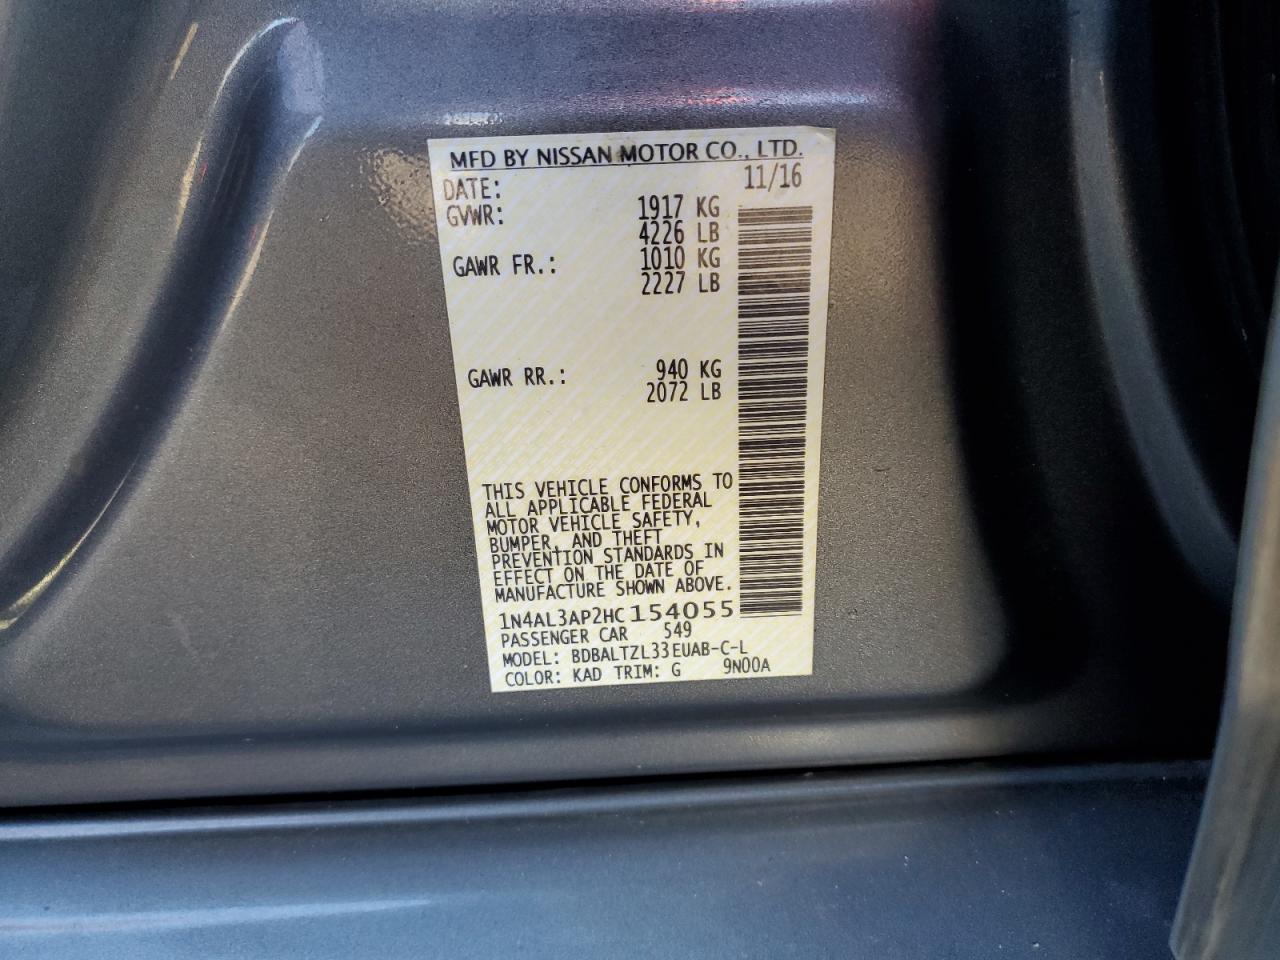 MFD BY NISSAN MOTOR CO., LTD.
DATE: 11/16
GVWR: 1917 KG
4226 LB
GAWR FR.: 1010 KG
2227 LB
GAWR RR.: 940 KG
2072 LB
THIS VEHICLE CONFORMS TO
ALL APPLICABLE FEDERAL
MOTOR VEHICLE SAFETY,
BUMPER, AND THEFT
PREVENTION STANDARDS IN
EFFECT ON THE DATE OF
MANUFACTURE SHOWN ABOVE.
1N4AL3AP2HC154055
PASSENGER CAR 549
MODEL: BDBALTZL33EUAB-C-L
COLOR: KAD TRIM: G 9N00A